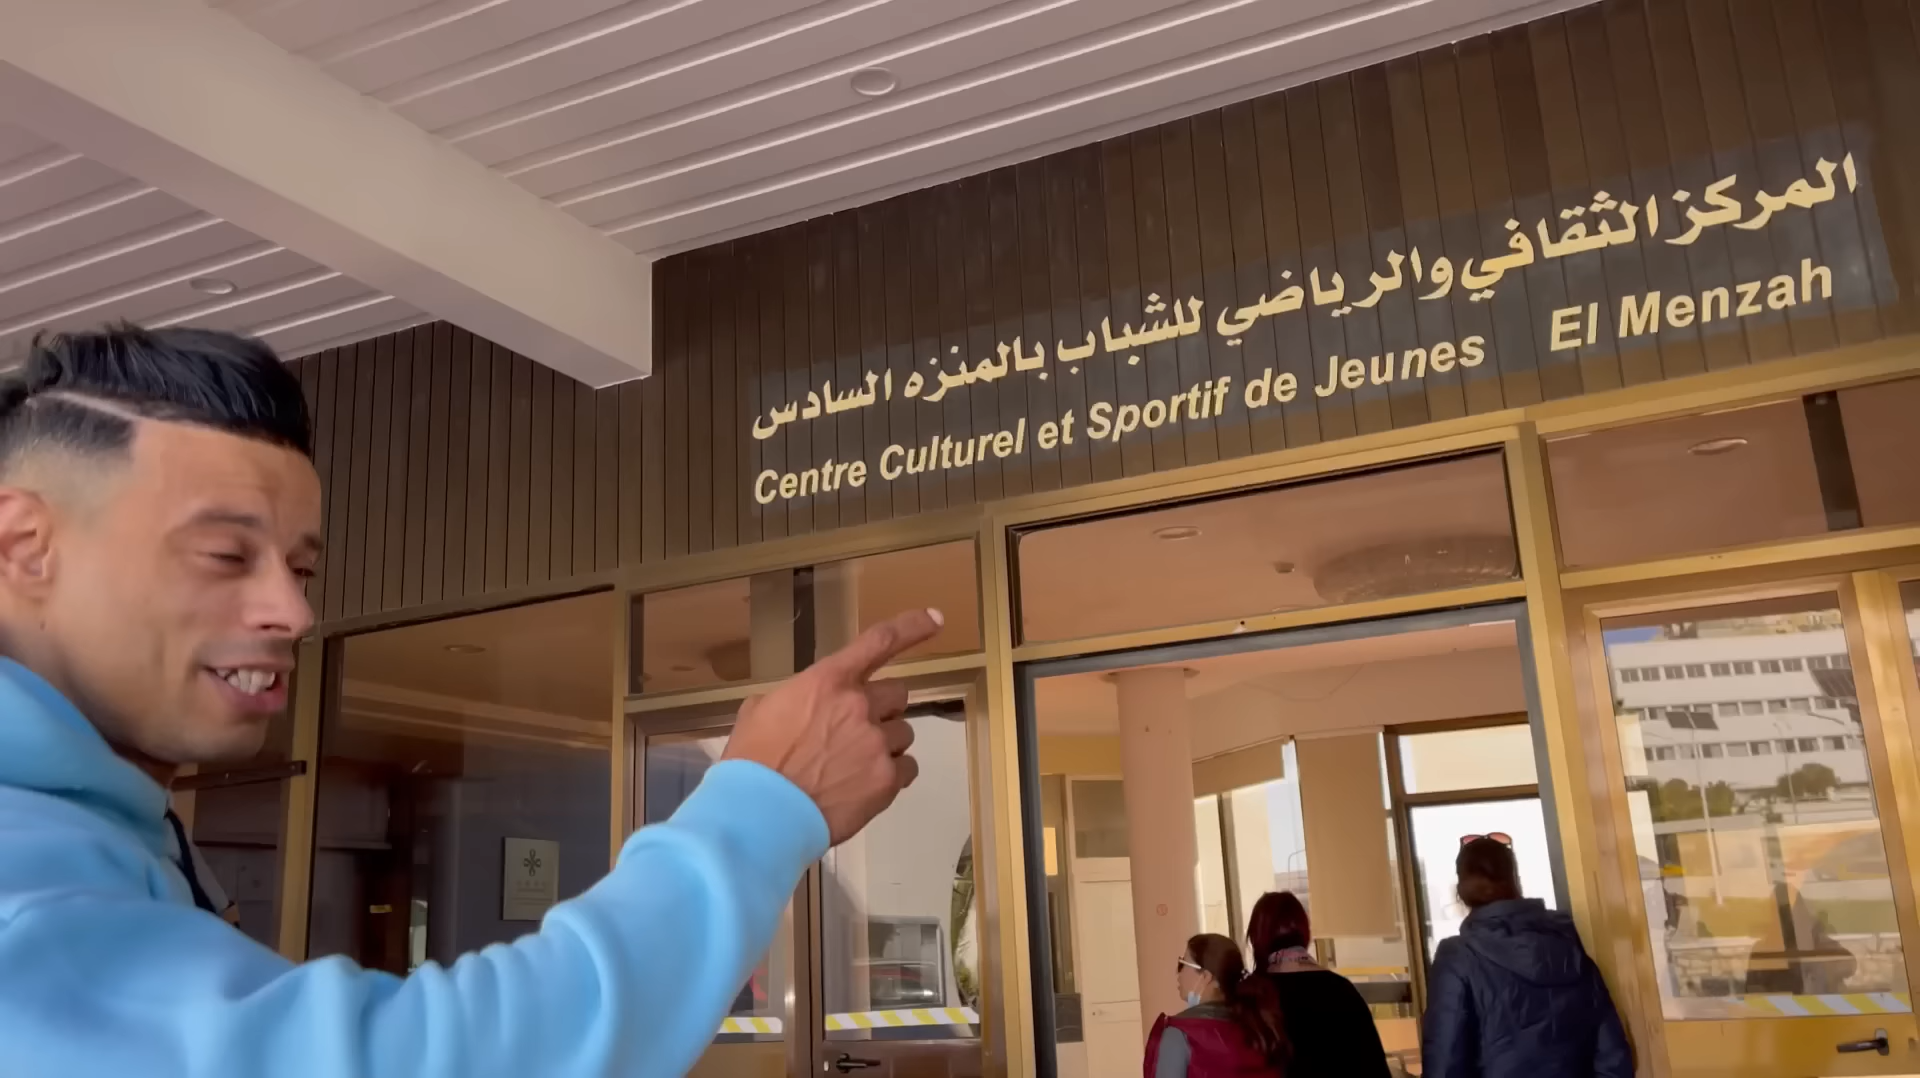 المركز الثقافي والرياضي للشباب بالمنزه السادس
Centre Culturel et Sportif de Jeunes El Menzah